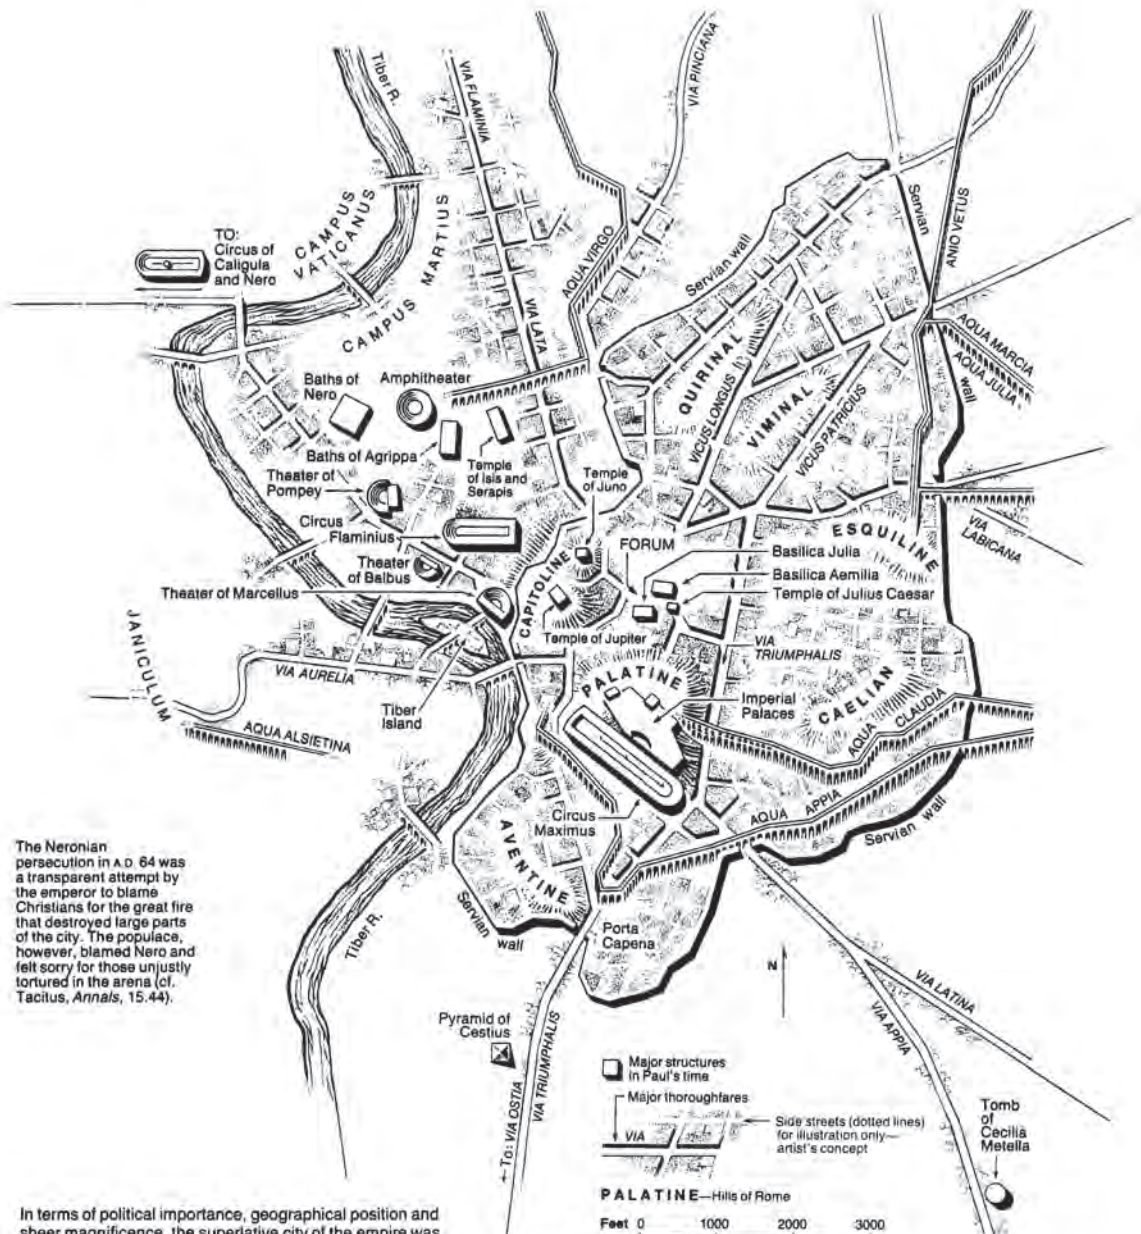 Tiber R.
VIA FLAMINIA
VIA PINCIANA
CAMPUS
VATICANUS
CAMPUS MARTIUS
TO:
Circus of
Caligula
and Nero
AQUA VIRGO
Servian wall
Servian
wall
ANIO VETUS
VIA LATA
AQUA MARCIA
AQUA JULIA
QUIRINAL
VICUS LONGUS
VIMINAL
VICUS PATRICIUS
Baths of
Nero
Amphitheater
Baths of Agrippa
Temple
of Isis and
Serapis
Temple
of Juno
Theater of
Pompey
Circus
Flaminius
Theater
of Balbus
Theater of Marcellus
CAPITOLINE
FORUM
ESQUILINE
VIA
LABICANA
Basilica Julia
Basilica Aemilia
Temple of Julius Caesar
Temple of Jupiter
VIA
TRIUMPHALIS
JANICULUM
VIA AURELIA
Tiber
Island
AQUA ALSIETINA
PALATINE
Imperial
Palaces
CAELIAN
AQUA CLAUDIA
Circus
Maximus
AQUA APPIA
Servian wall
AVENTINE
Servian
wall
Tiber R.
Porta
Capena
The Neronian
persecution in A.D. 64 was
a transparent attempt by
the emperor to blame
Christians for the great fire
that destroyed large parts
of the city. The populace,
however, blamed Nero and
felt sorry for those unjustly
tortured in the arena (cf.
Tacitus, Annals, 15.44).
N
VIA LATINA
VIA APPIA
Pyramid of
Cestius
To: VIA OSTIA
VIA TRIUMPHALIS
Major structures
in Paul's time
Major thoroughfares
VIA
Side streets (dotted lines)
for illustration only—
artist's concept
Tomb
of
Cecilia
Metella
PALATINE—Hills of Rome
Feet 0 1000 2000 3000
In terms of political importance, geographical position and
sheer magnificence, the superlative city of the empire was